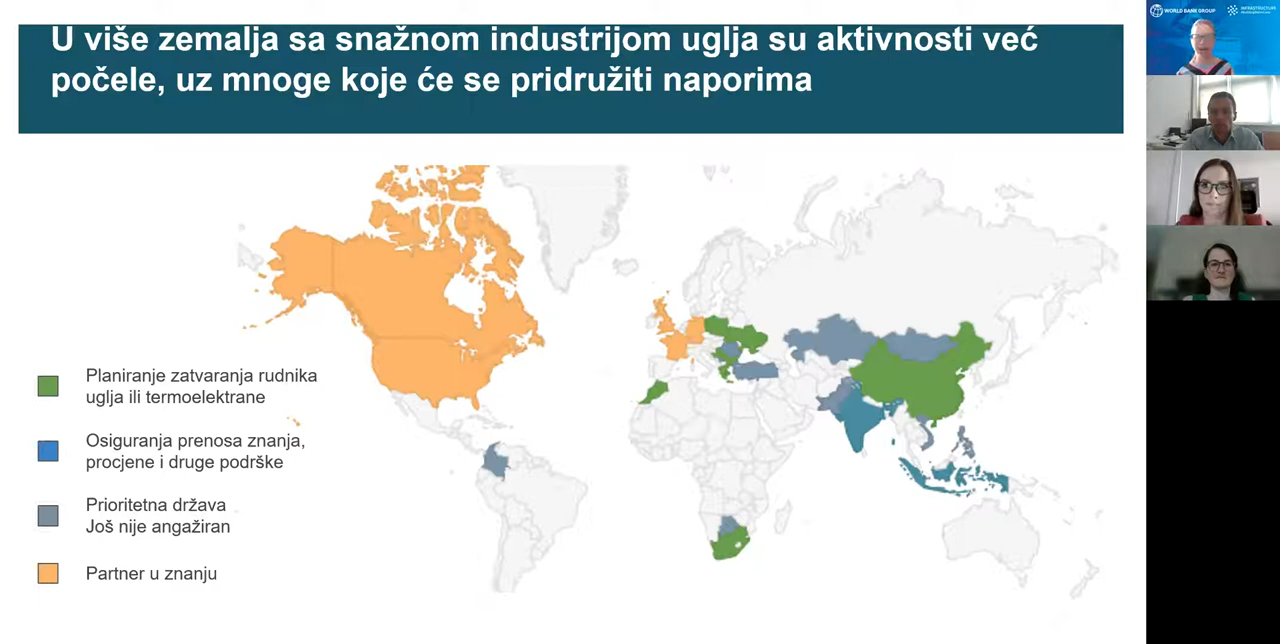 U više zemalja sa snažnom industrijom uglja su aktivnosti već
počele, uz mnoge koje će se pridružiti naporima
Planiranje zatvaranja rudnika
uglja ili termoelektrane
Osiguranja prenosa znanja,
procjene i druge podrške
Prioritetna država
Još nije angažiran
Partner u znanju
WORLD BANK GROUP
INFRASTRUCTURE